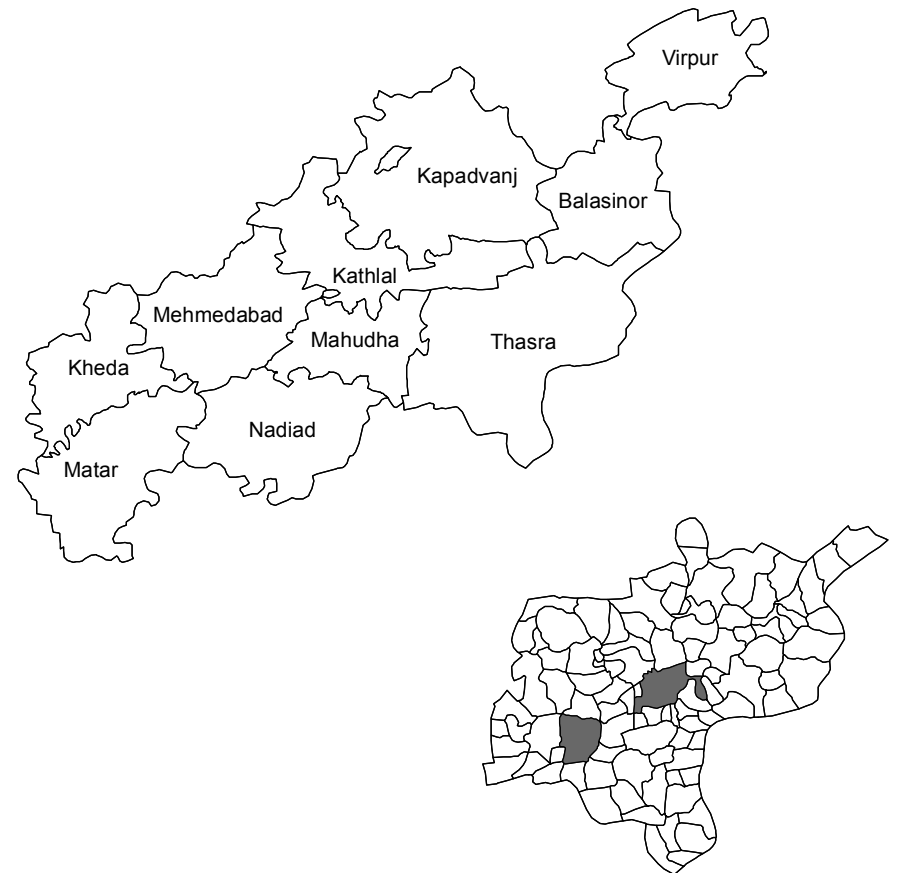 Virpur
Kapadvanj
Balasinor
Kathlal
Mehmedabad
Mahudha
Thasra
Kheda
Nadiad
Matar